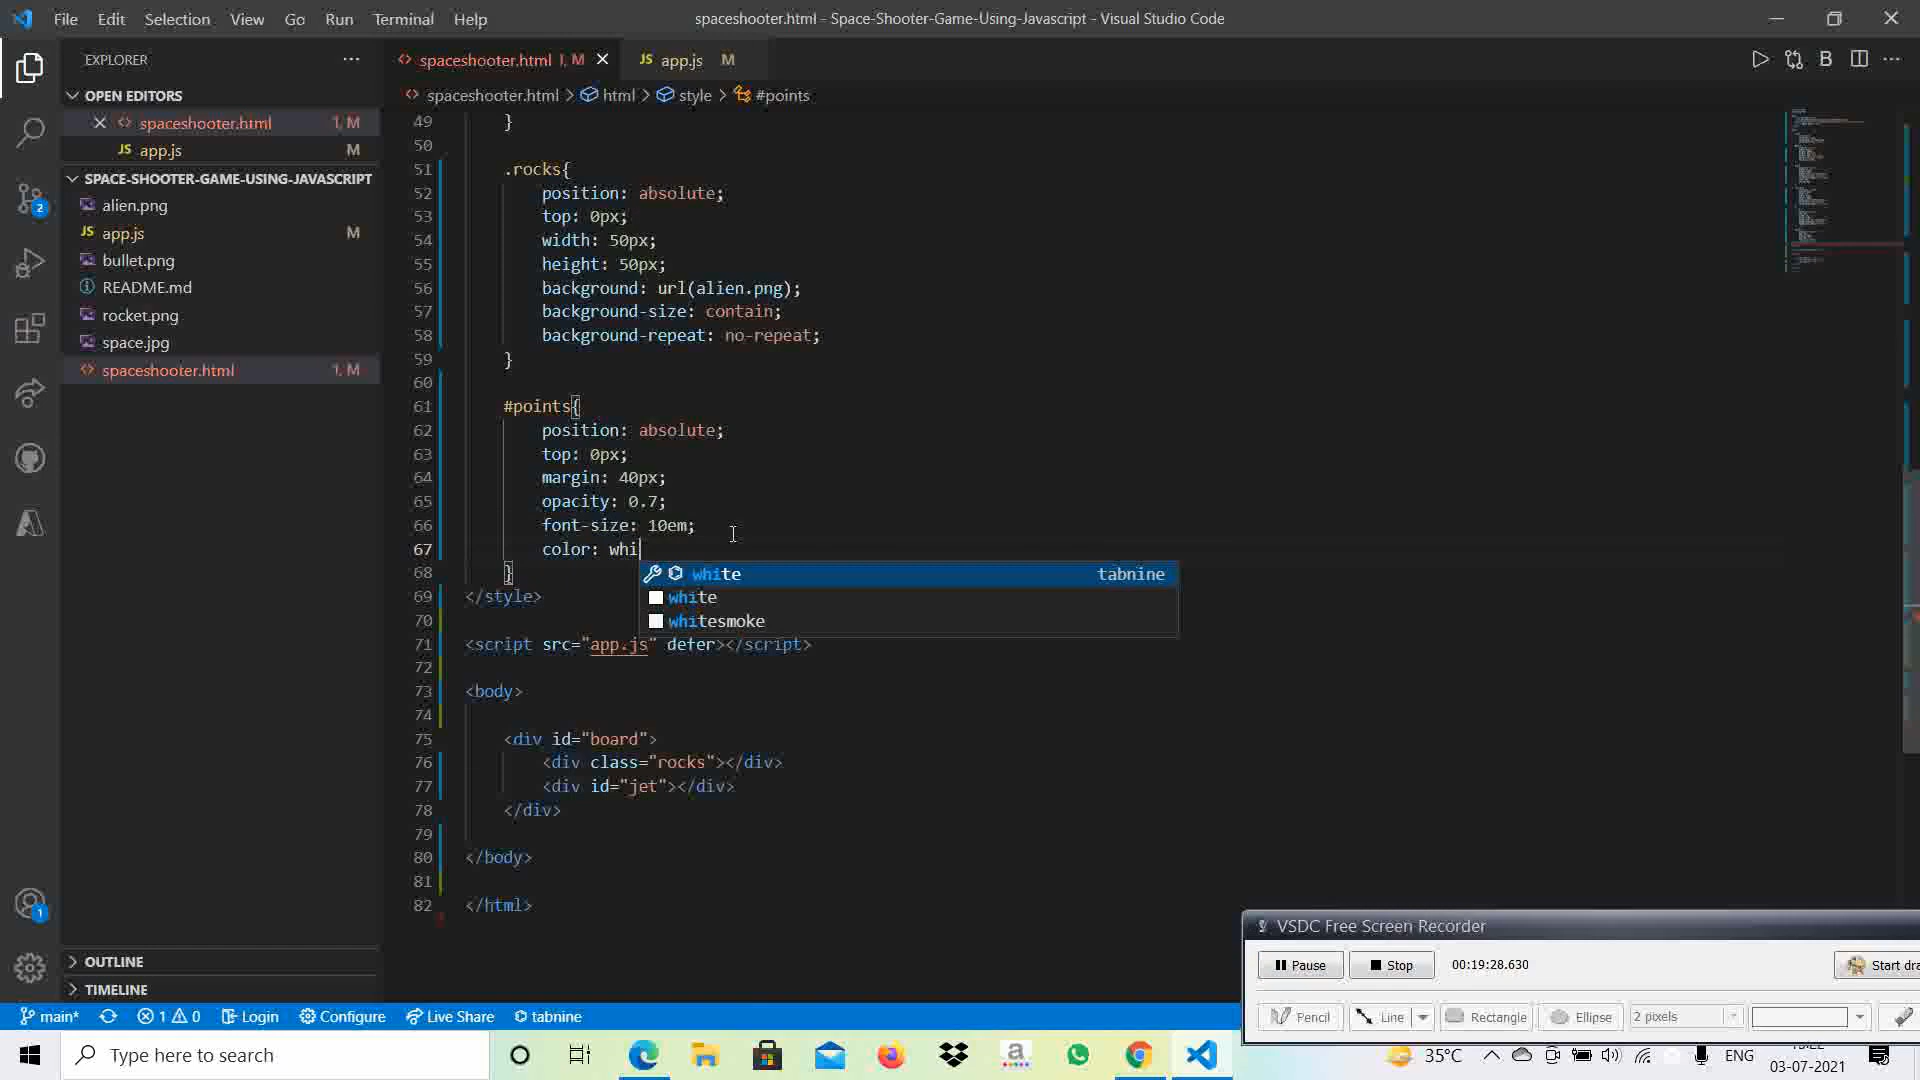 File Edit Selection View Go Run Terminal Help
spaceshooter.html - Space-Shooter-Game-Using-Javascript - Visual Studio Code
EXPLORER
spaceshooter.html 1, M
JS app.js M
B
OPEN EDITORS
spaceshooter.html 1, M
JS app.js M
SPACE-SHOOTER-GAME-USING-JAVASCRIPT
alien.png
JS app.js M
bullet.png
README.md
rocket.png
space.jpg
spaceshooter.html 1, M
OUTLINE
TIMELINE
2
1
spaceshooter.html > html > style > #points
49 }
50
51 .rocks{
52 position: absolute;
53 top: 0px;
54 width: 50px;
55 height: 50px;
56 background: url(alien.png);
57 background-size: contain;
58 background-repeat: no-repeat;
59 }
60
61 #points{
62 position: absolute;
63 top: 0px;
64 margin: 40px;
65 opacity: 0.7;
66 font-size: 10em;
67 color: whi
68 }
69 </style>
70
71 <script src="app.js" defer></script>
72
73 <body>
74
75 <div id="board">
76 <div class="rocks"></div>
77 <div id="jet"></div>
78 </div>
79
80 </body>
81
82 </html>
white tabnine
white
whitesmoke
VSDC Free Screen Recorder
Pause Stop 00:19:28.630 Start dra
Pencil Line Rectangle Ellipse 2 pixels
main* 1 0 Login Configure Live Share tabnine
Type here to search
35°C ENG
03-07-2021